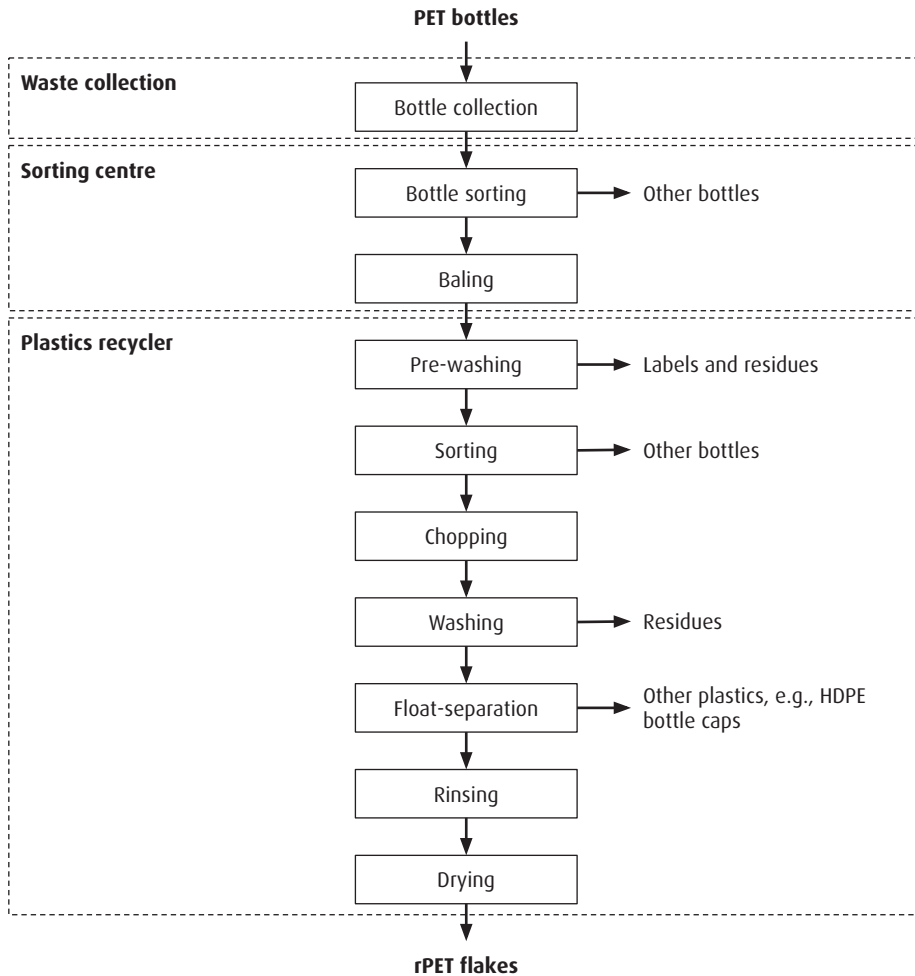 PET bottles
Waste collection
Bottle collection
Sorting centre
Bottle sorting
Other bottles
Baling
Plastics recycler
Pre-washing
Labels and residues
Sorting
Other bottles
Chopping
Washing
Residues
Float-separation
Other plastics, e.g., HDPE
bottle caps
Rinsing
Drying
rPET flakes